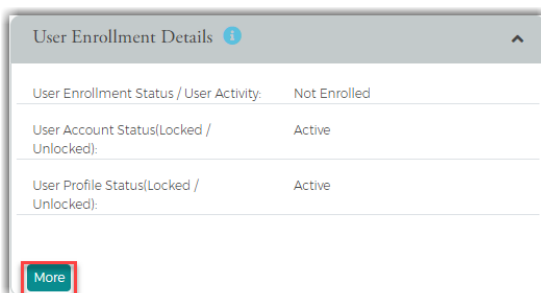 User Enrollment Details i
User Enrollment Status / User Activity: Not Enrolled
User Account Status(Locked / Active
Unlocked):
User Profile Status(Locked / Active
Unlocked):
More